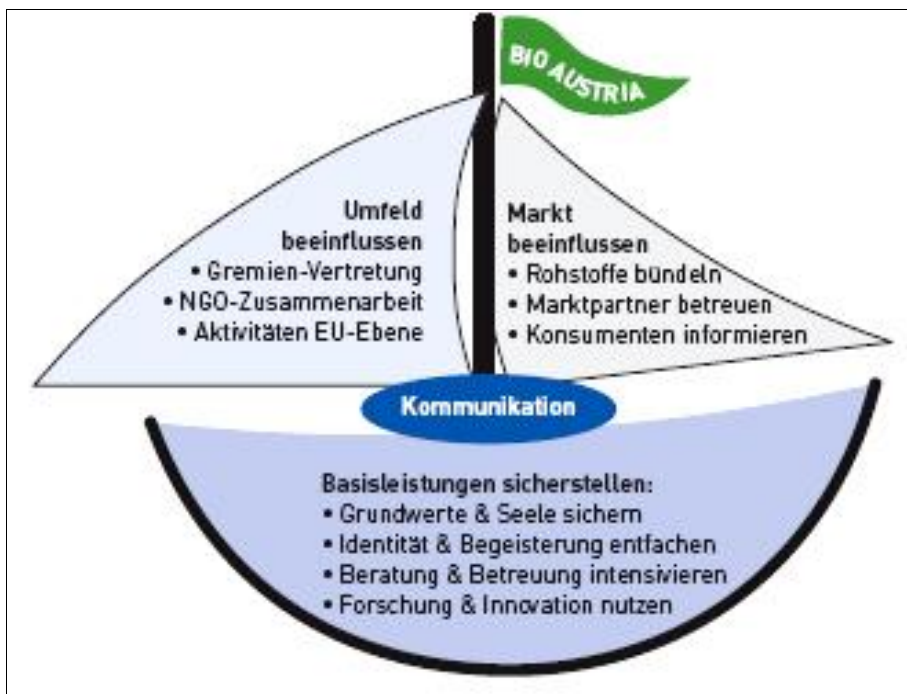 BIO AUSTRIA
Umfeld
beeinflussen
• Gremien-Vertretung
• NGO-Zusammenarbeit
• Aktivitäten EU-Ebene
Markt
beeinflussen
• Rohstoffe bündeln
• Marktpartner betreuen
• Konsumenten informieren
Kommunikation
Basisleistungen sicherstellen:
• Grundwerte & Seele sichern
• Identität & Begeisterung entfachen
• Beratung & Betreuung intensivieren
• Forschung & Innovation nutzen